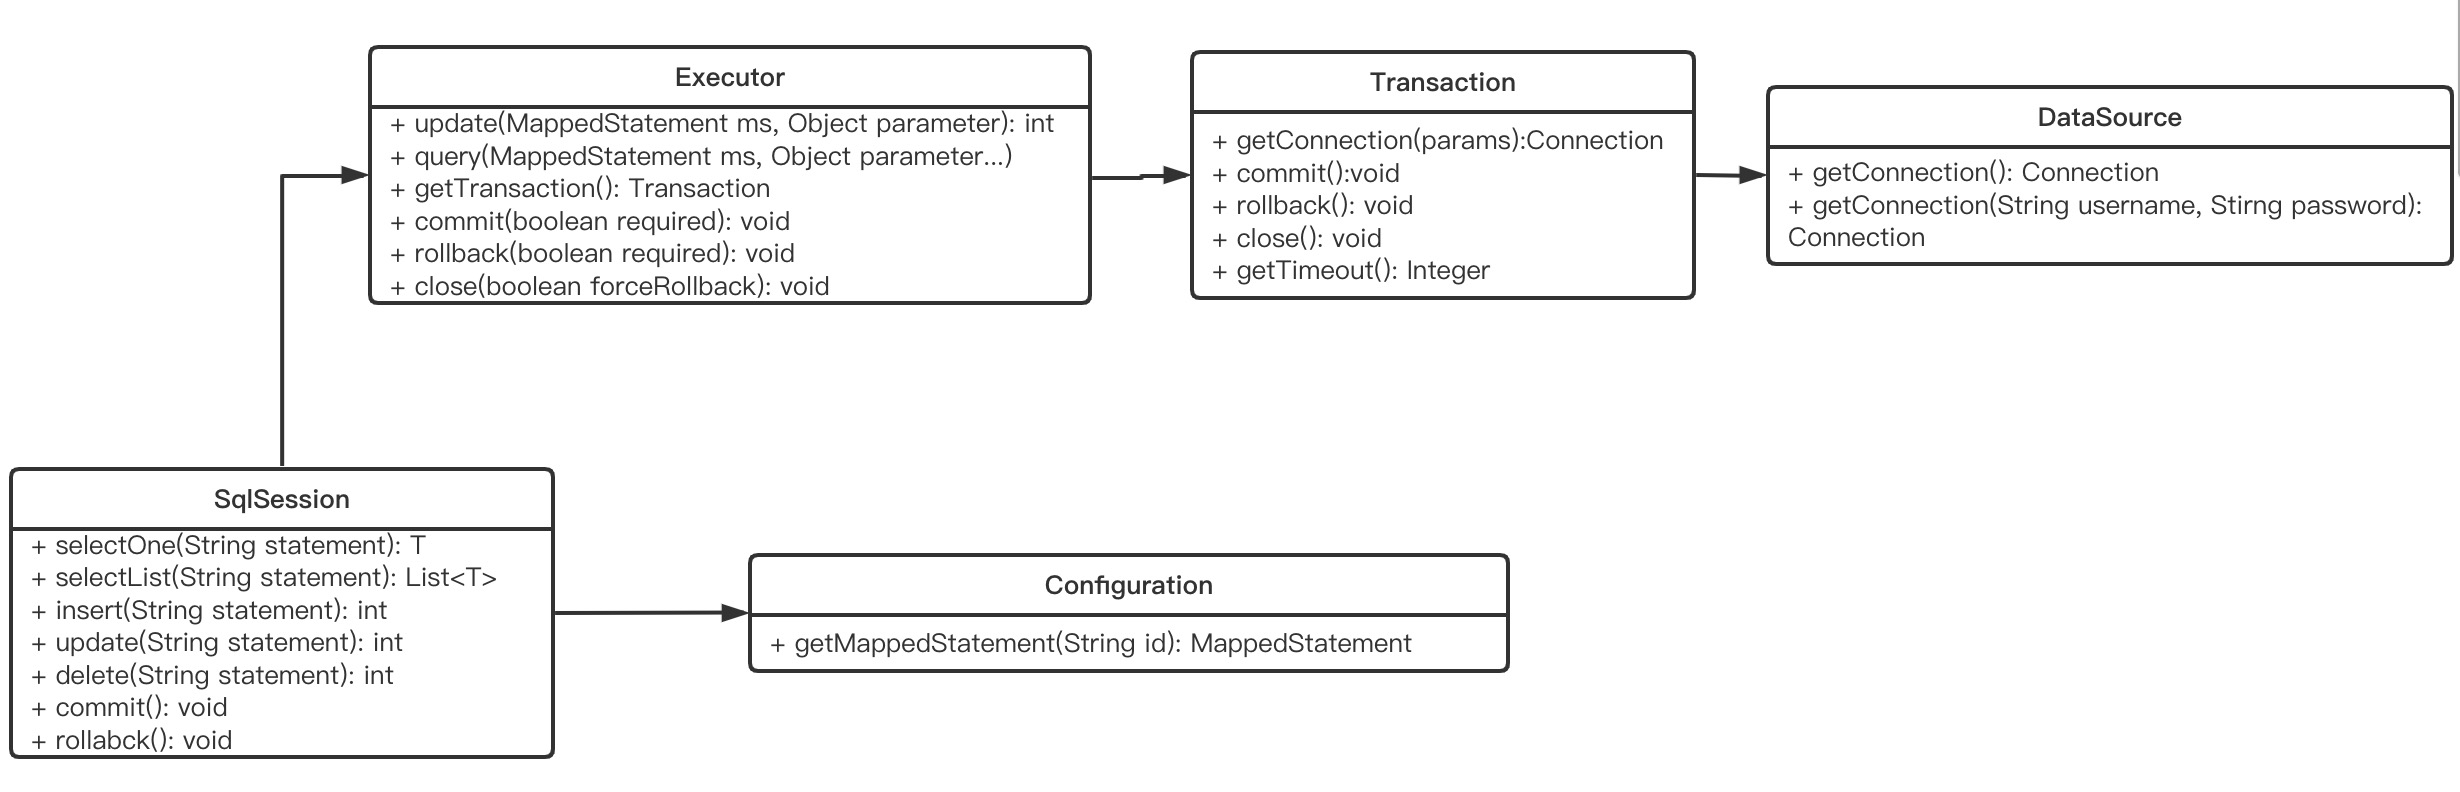 Executor
+ update(MappedStatement ms, Object parameter): int
+ query(MappedStatement ms, Object parameter...)
+ getTransaction(): Transaction
+ commit(boolean required): void
+ rollback(boolean required): void
+ close(boolean forceRollback): void
Transaction
+ getConnection(params):Connection
+ commit():void
+ rollback(): void
+ close(): void
+ getTimeout(): Integer
DataSource
+ getConnection(): Connection
+ getConnection(String username, Stirng password):
Connection
SqlSession
+ selectOne(String statement): T
+ selectList(String statement): List<T>
+ insert(String statement): int
+ update(String statement): int
+ delete(String statement): int
+ commit(): void
+ rollabck(): void
Configuration
+ getMappedStatement(String id): MappedStatement